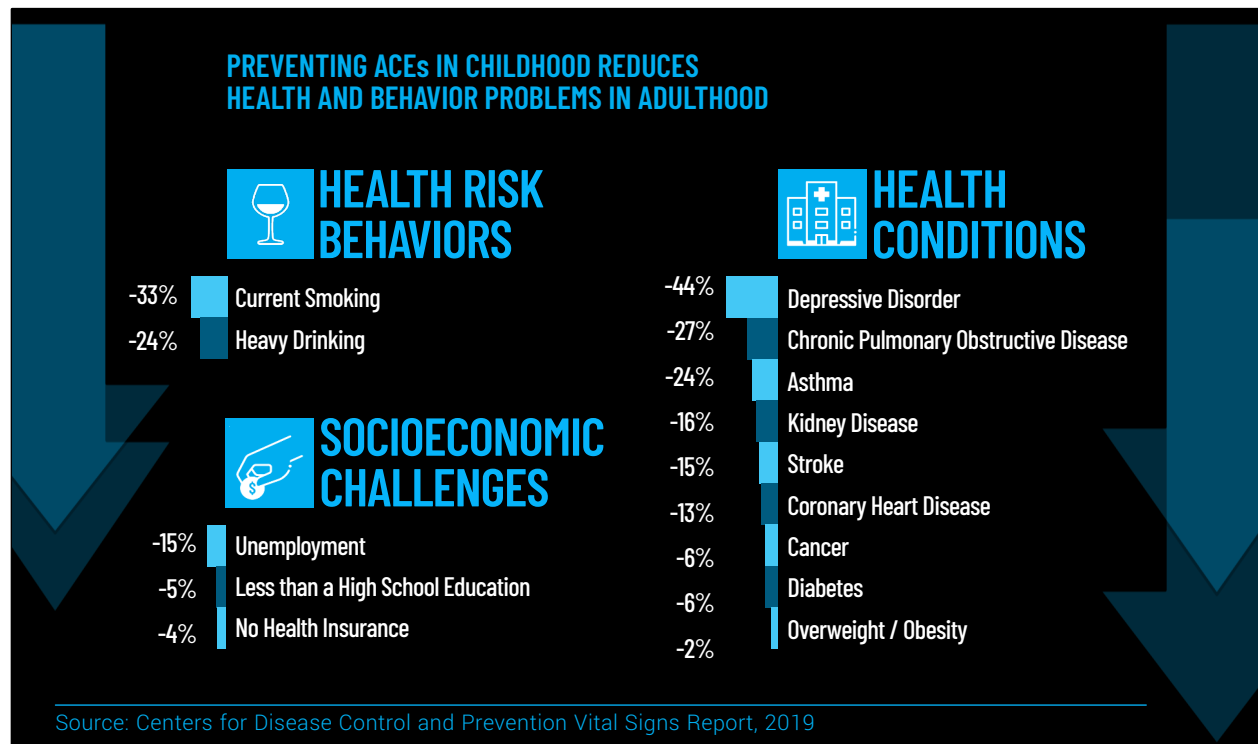 PREVENTING ACEs IN CHILDHOOD REDUCES
HEALTH AND BEHAVIOR PROBLEMS IN ADULTHOOD
HEALTH RISK
BEHAVIORS
-33% Current Smoking
-24% Heavy Drinking
SOCIOECONOMIC
CHALLENGES
$
-15% Unemployment
-5% Less than a High School Education
-4% No Health Insurance
HEALTH
CONDITIONS
-44% Depressive Disorder
-27% Chronic Pulmonary Obstructive Disease
-24% Asthma
-16% Kidney Disease
-15% Stroke
-13% Coronary Heart Disease
-6% Cancer
-6% Diabetes
-2% Overweight / Obesity
Source: Centers for Disease Control and Prevention Vital Signs Report, 2019